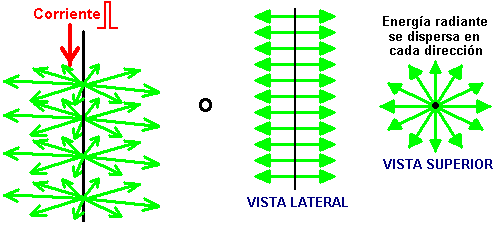 Corriente
O
Energía radiante
se dispersa en
cada dirección
VISTA LATERAL
VISTA SUPERIOR